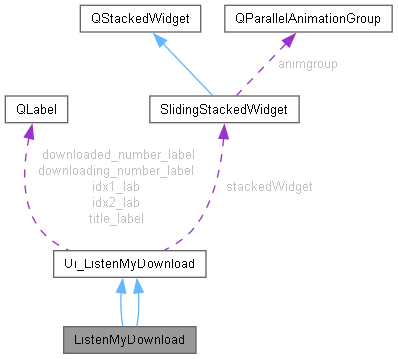 QStackedWidget
QParallelAnimationGroup
animgroup
QLabel
SlidingStackedWidget
downloaded_number_label
downloading_number_label
idx1_lab
idx2_lab
title_label
stackedWidget
Ui_ListenMyDownload
ListenMyDownload